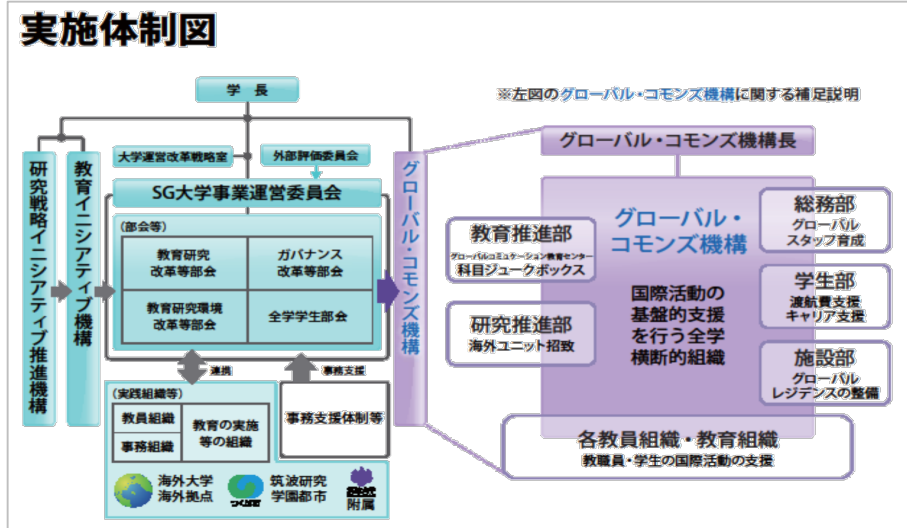 実施体制図
学 長
※左図のグローバル・コモンズ機構に関する補足説明
大学運営改革戦略室
外部評価委員会
研究戦略イニシアティブ推進機構
教育イニシアティブ機構
SG大学事業運営委員会
(部会等)
教育研究
改革等部会
ガバナンス
改革等部会
教育研究環境
改革等部会
全学学生部会
グローバル・コモンズ機構
連携
事務支援
(実践組織等)
教員組織
事務組織
教育の実施
等の組織
事務支援体制等
海外大学
海外拠点
筑波研究
学園都市
附属
グローバル・コモンズ機構長
グローバル・
コモンズ機構
国際活動の
基盤的支援
を行う全学
横断的組織
教育推進部
グローバルコミュケーション教育センター
科目ジュークボックス
研究推進部
海外ユニット招致
総務部
グローバル
スタッフ育成
学生部
渡航費支援
キャリア支援
施設部
グローバル
レジデンスの整備
各教員組織・教育組織
教職員・学生の国際活動の支援